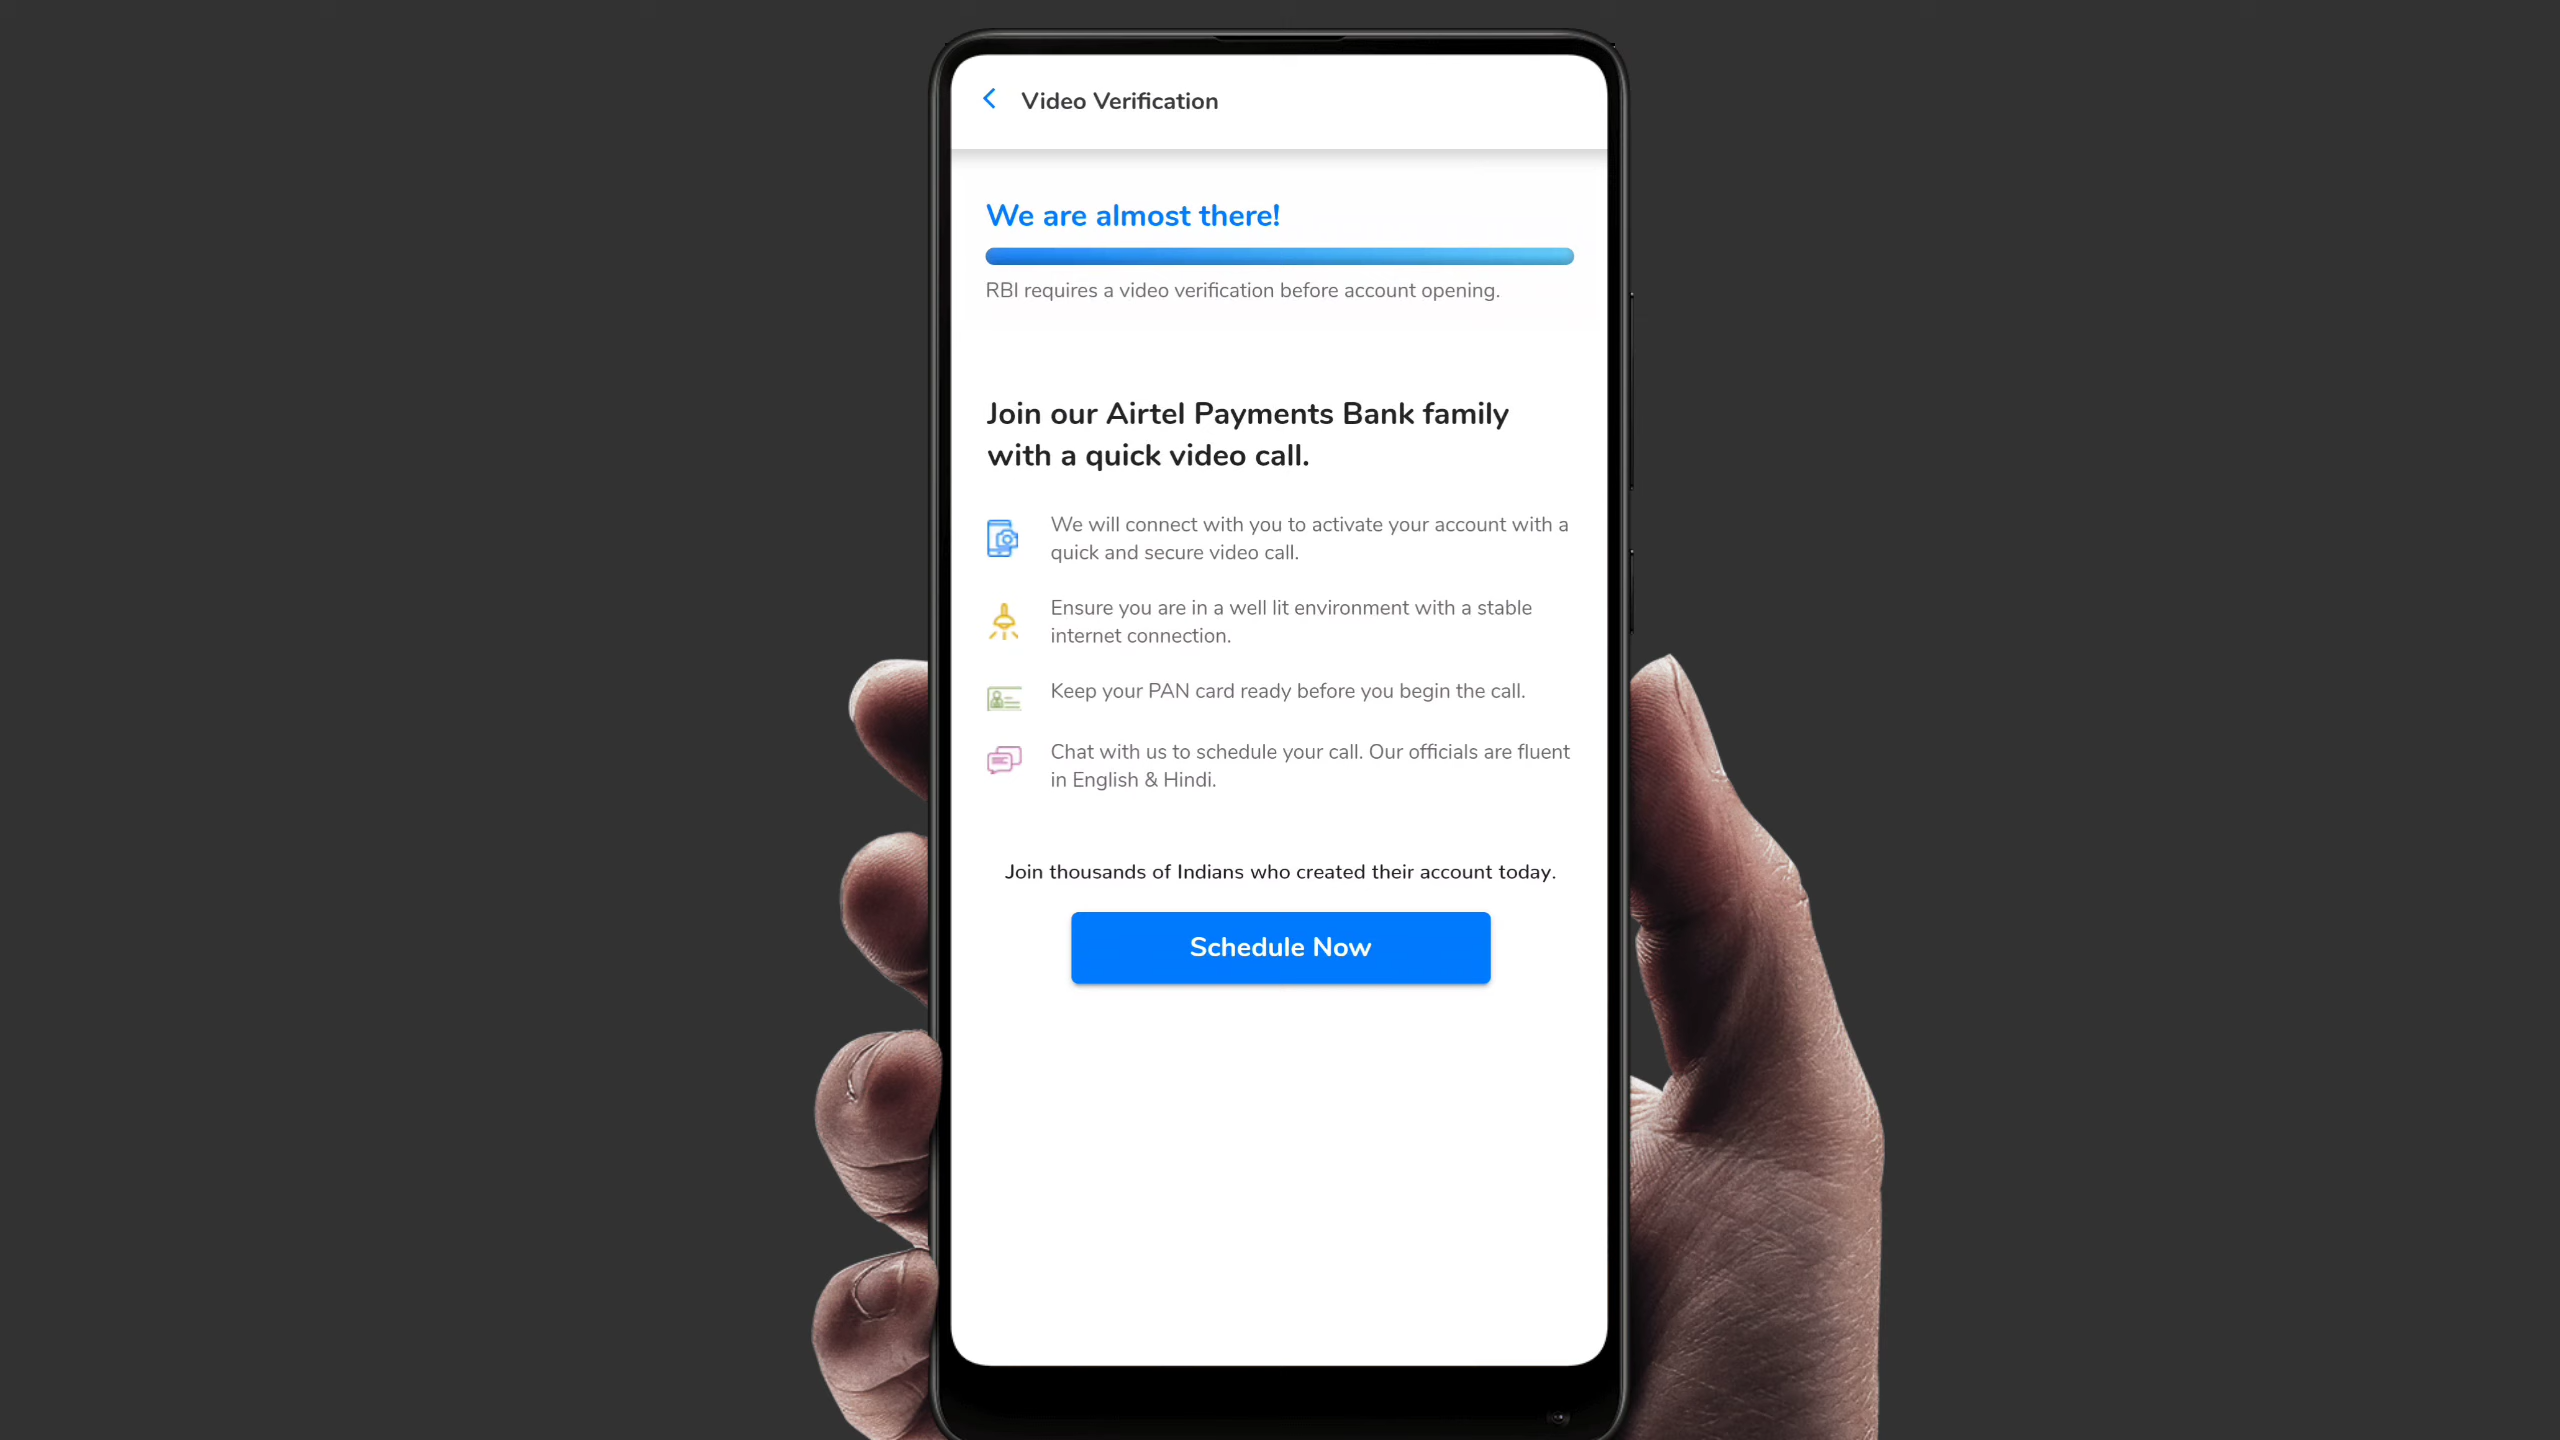 Video Verification
We are almost there!
RBI requires a video verification before account opening.
Join our Airtel Payments Bank family
with a quick video call.
We will connect with you to activate your account with a
quick and secure video call.
Ensure you are in a well lit environment with a stable
internet connection.
Keep your PAN card ready before you begin the call.
Chat with us to schedule your call. Our officials are fluent
in English & Hindi.
Join thousands of Indians who created their account today.
Schedule Now